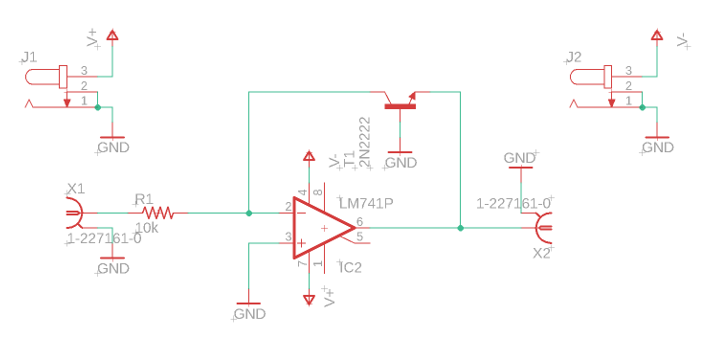 J1
V+
3
2
1
GND
J2
V-
3
2
1
GND
T1
2N2222
GND
X1
1-227161-0
GND
R1
10k
V-
4
8
2
3
LM741P
6
5
7
1
IC2
V+
GND
GND
1-227161-0
X2